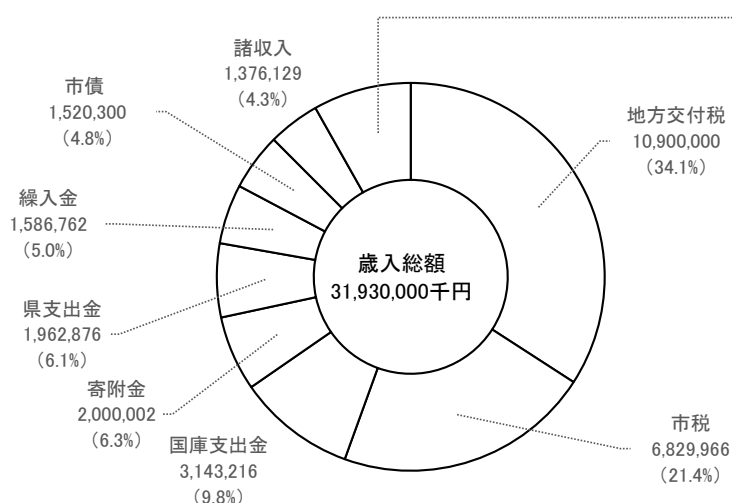 諸収入
1,376,129
（4.3%）
市債
1,520,300
（4.8%）
繰入金
1,586,762
（5.0%）
県支出金
1,962,876
（6.1%）
寄附金
2,000,002
（6.3%）
国庫支出金
3,143,216
（9.8%）
歳入総額
31,930,000千円
地方交付税
10,900,000
（34.1%）
市税
6,829,966
（21.4%）